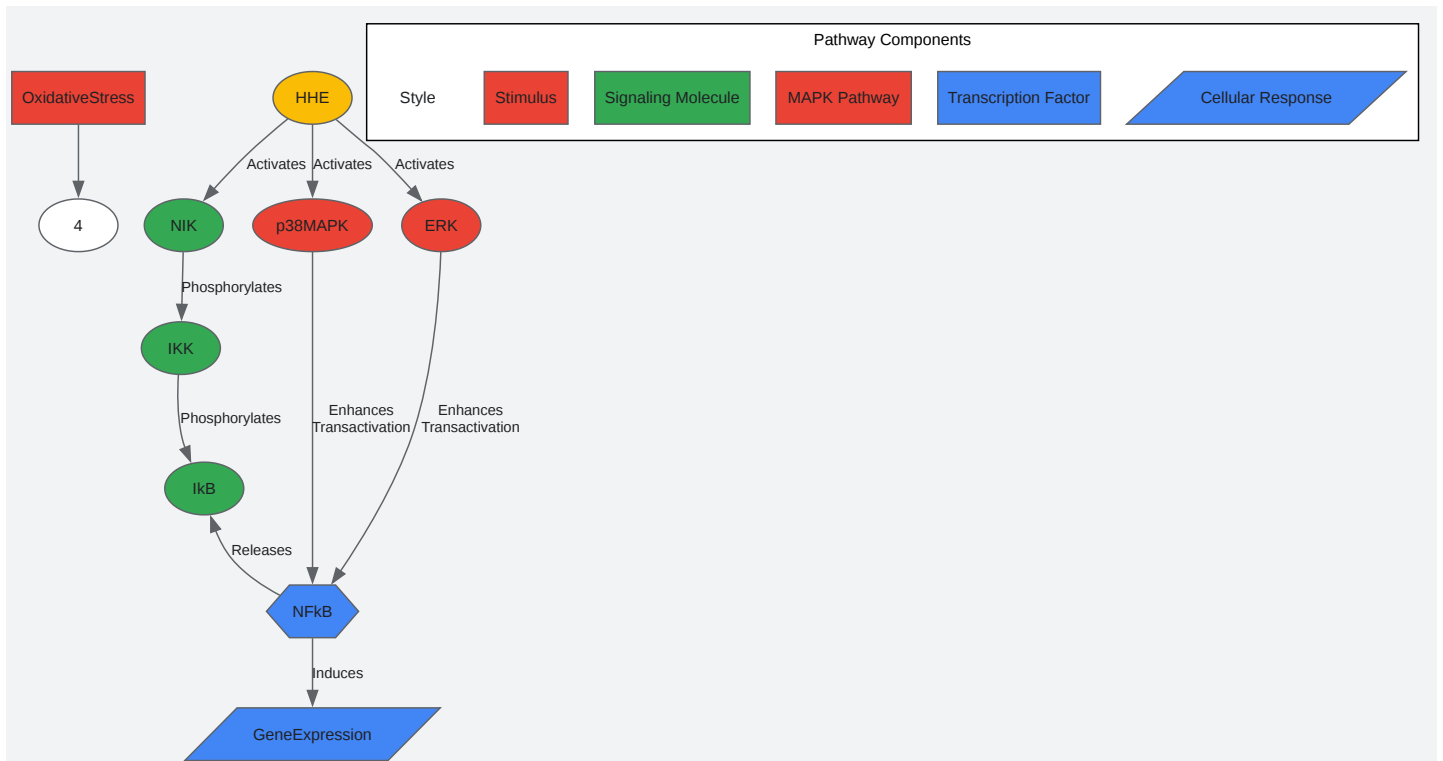 Pathway Components
Style
Stimulus
Signaling Molecule
MAPK Pathway
Transcription Factor
Cellular Response
OxidativeStress
HHE
Activates
Activates
Activates
4
NIK
p38MAPK
ERK
Phosphorylates
IKK
Phosphorylates
Enhances
Transactivation
Enhances
Transactivation
IkB
Releases
NFkB
Induces
GeneExpression